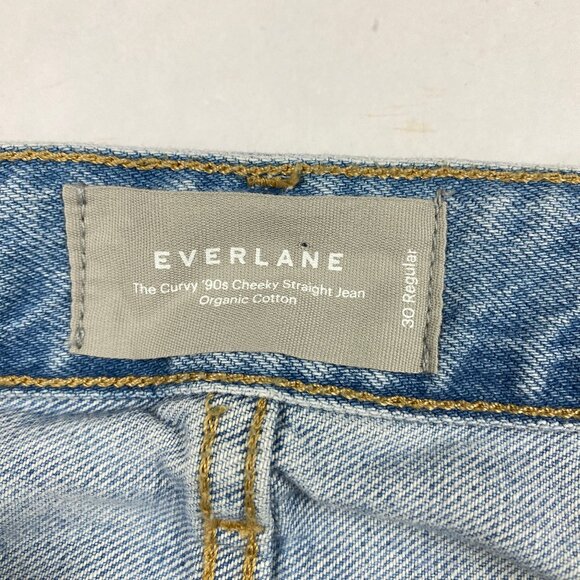 EVERLANE
The Curvy '90s Cheeky Straight Jean
Organic Cotton
30 Regular